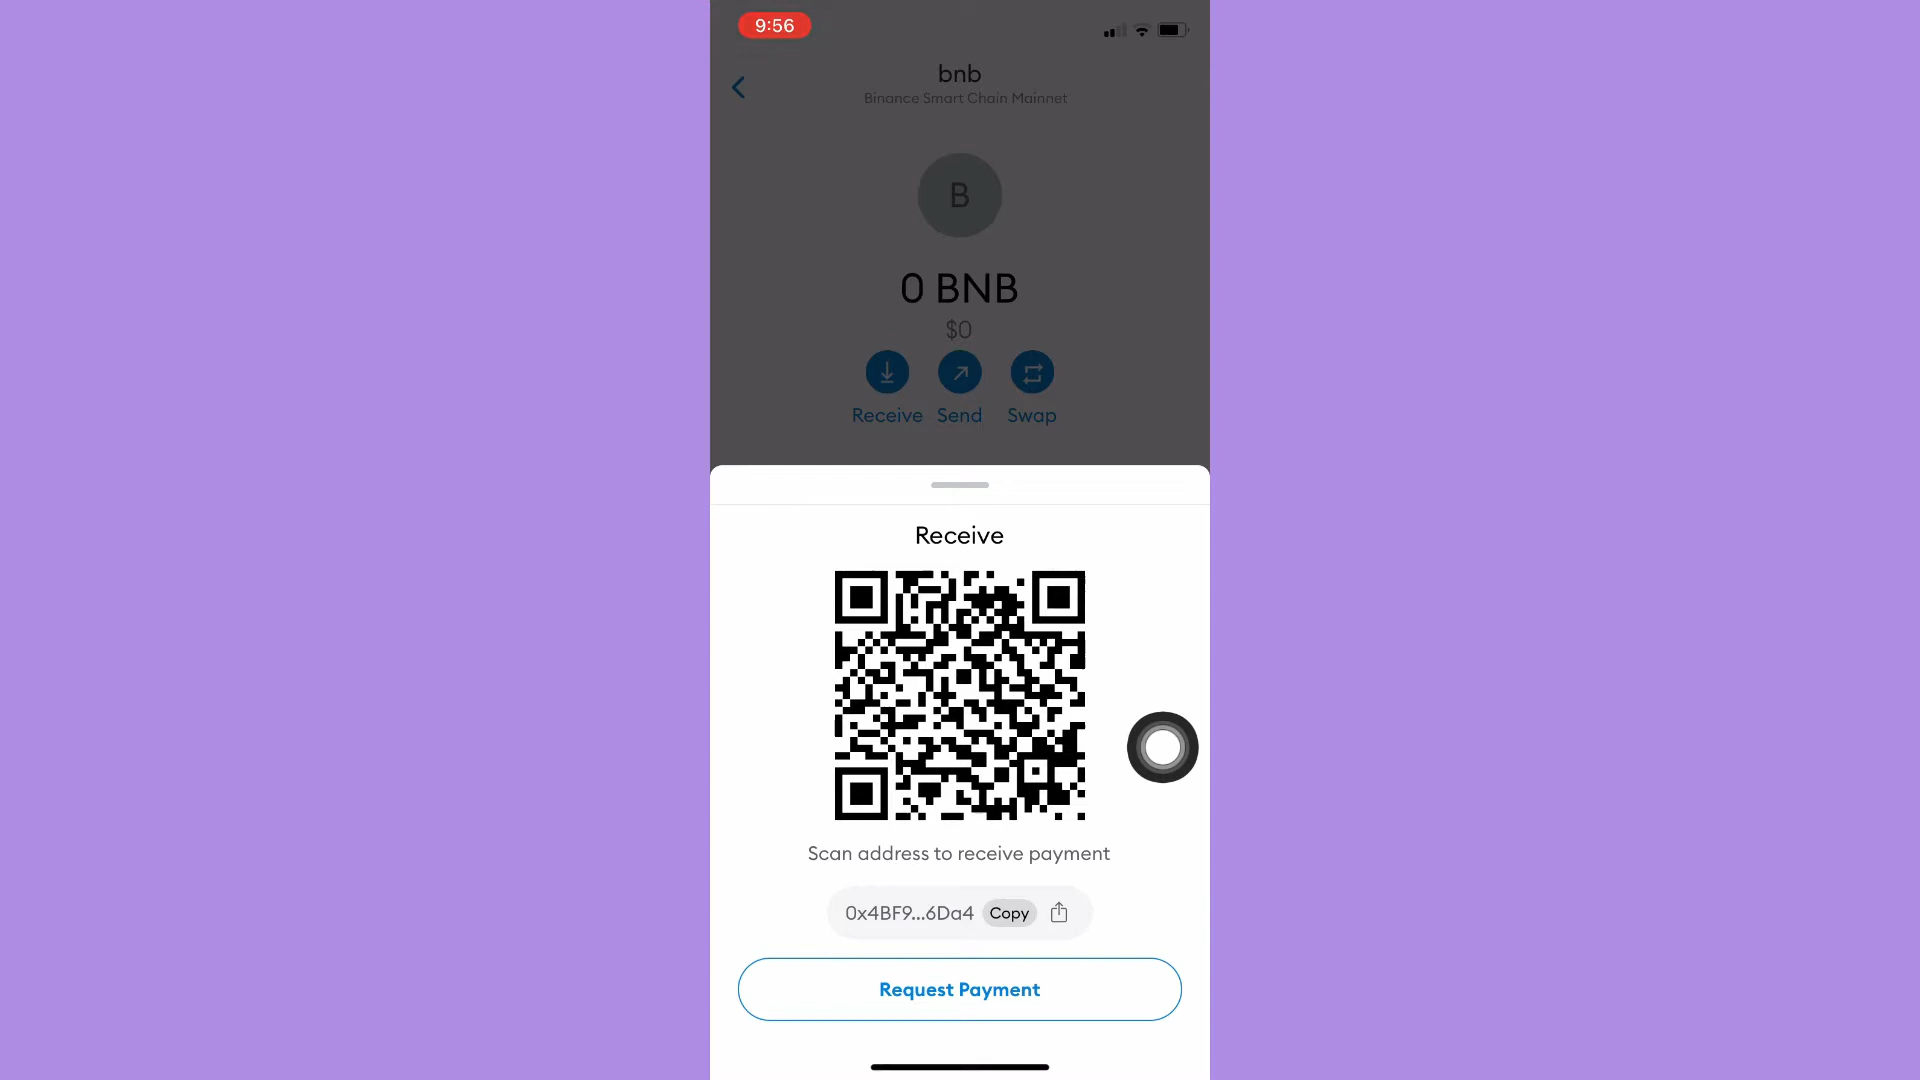 9:56
bnb
Binance Smart Chain Mainnet
B
0 BNB
$0
Receive Send Swap
Receive
Scan address to receive payment
0x4BF9...6Da4 Copy
Request Payment